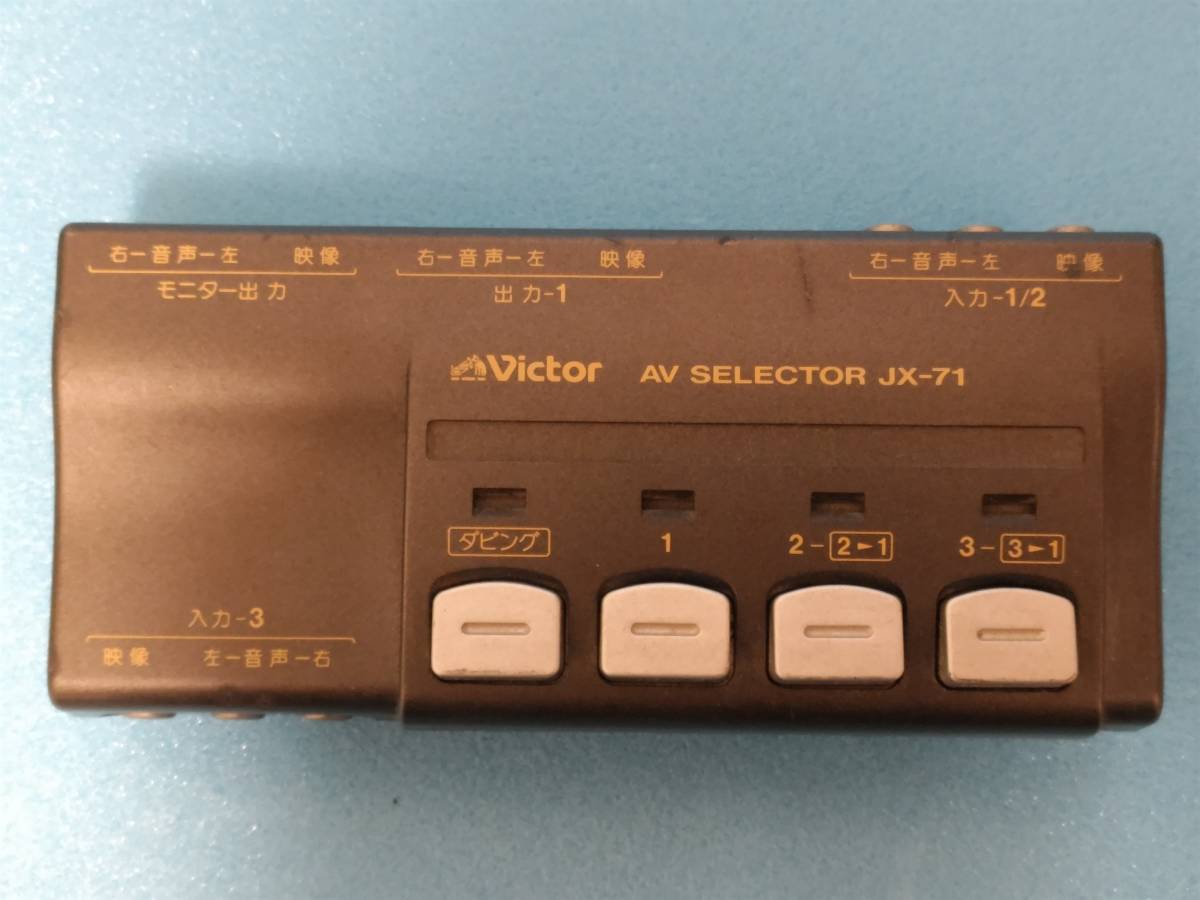 右ー音声ー左 映像
モニター出力
右ー音声ー左 映像
出力-1
右ー音声ー左 映像
入力-1/2
Victor AV SELECTOR JX-71
ダビング
1
2-2►1
3-3►1
入力-3
映像 左ー音声ー右